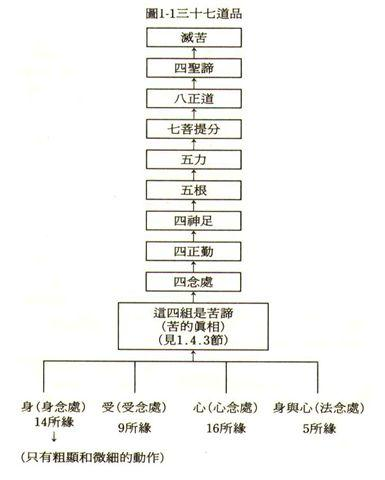 圖1-1三十七道品
滅苦
四聖諦
八正道
七菩提分
五力
五根
四神足
四正勤
四念處
這四組是苦諦
(苦的眞相)
(見1.4.3節)
身(身念處) 受(受念處) 心(心念處) 身與心(法念處)
14所緣 9所緣 16所緣 5所緣
(只有粗顯和微細的動作)